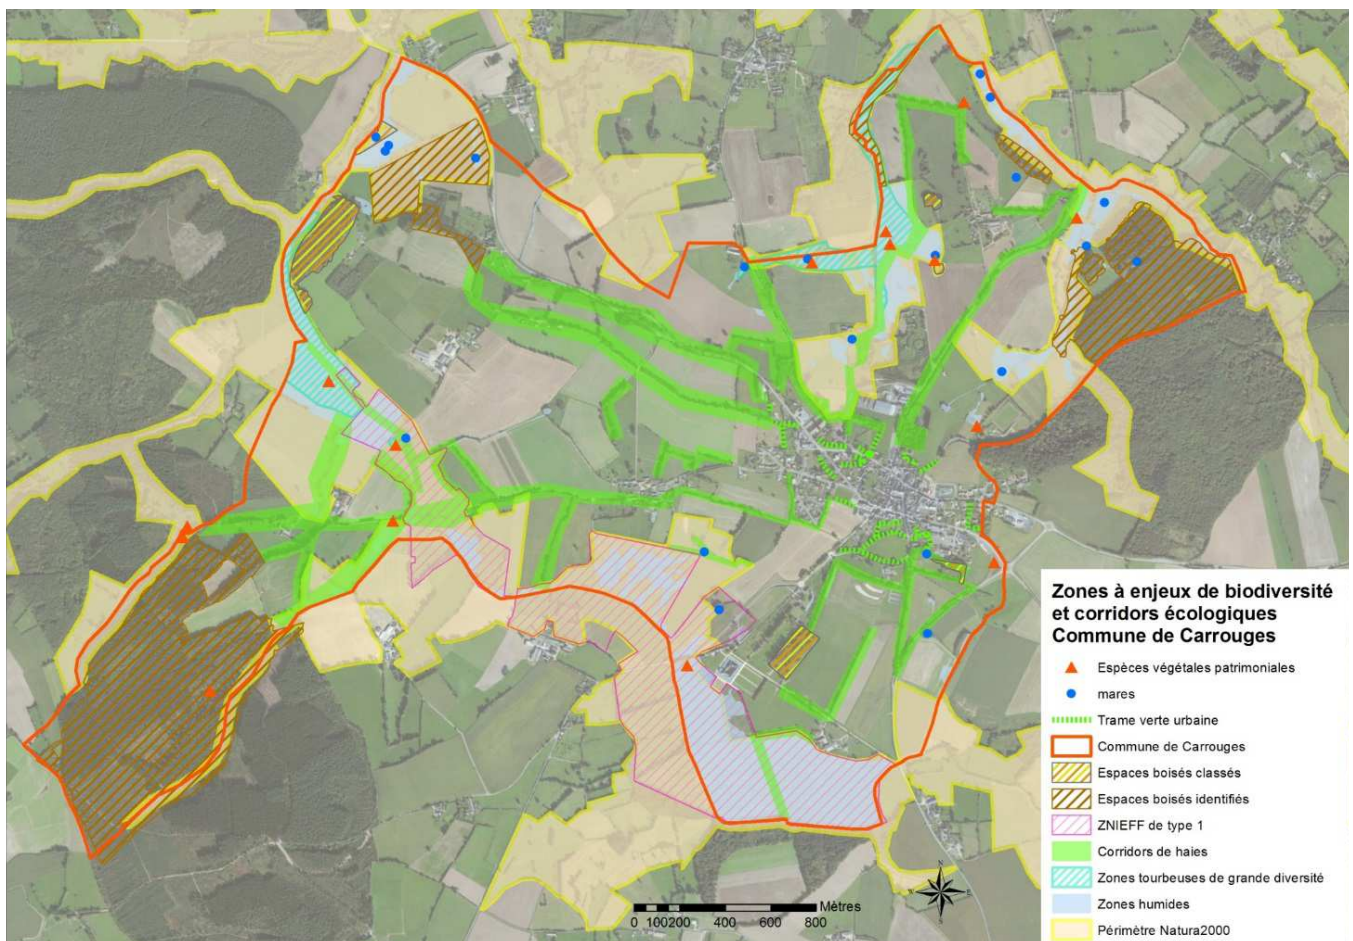 Zones à enjeux de biodiversité
et corridors écologiques
Commune de Carrouges
Espèces végétales patrimoniales
mares
Trame verte urbaine
Commune de Carrouges
Espaces boisés classés
Espaces boisés identifiés
ZNIEFF de type 1
Corridors de haies
Zones tourbeuses de grande diversité
Zones humides
Périmètre Natura2000
Mètres
0 100200 400 600 800
N
E
S